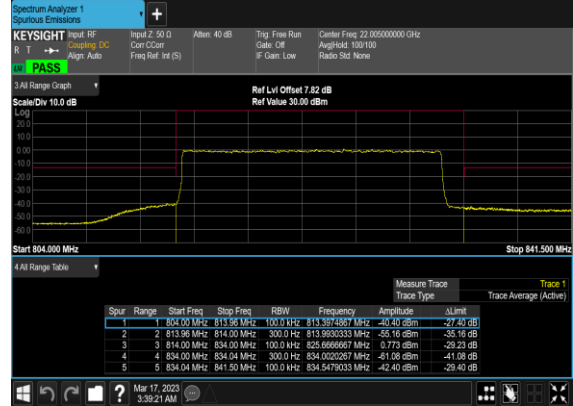 Spectrum Analyzer 1
Spurious Emissions
KEYSIGHT Input: RF Input Z: 50 Ω Atten: 40 dB Trig: Free Run Center Freq: 22.005000000 GHz
R T Coupling: DC Corr CCorr Gate: Off Avg|Hold: 100/100
Align: Auto Freq Ref: Int (S) IF Gain: Low Radio Std: None
PASS
3 All Range Graph
Ref Lvl Offset 7.82 dB
Scale/Div 10.0 dB Ref Value 30.00 dBm
Log
20.0
10.0
0.00
-10.0
-20.0
-30.0
-40.0
-50.0
-60.0
Start 804.000 MHz Stop 841.500 MHz
4 All Range Table
Measure Trace Trace 1
Trace Type Trace Average (Active)
Spur Range Start Freq Stop Freq RBW Frequency Amplitude ΔLimit
1 1 804.00 MHz 813.96 MHz 100.0 kHz 813.3974867 MHz -40.40 dBm -27.40 dB
2 2 813.96 MHz 814.00 MHz 300.0 Hz 813.9930333 MHz -55.16 dBm -35.16 dB
3 3 814.00 MHz 834.00 MHz 100.0 kHz 825.6666667 MHz 0.773 dBm -29.23 dB
4 4 834.00 MHz 834.04 MHz 300.0 Hz 834.0020267 MHz -61.08 dBm -41.08 dB
5 5 834.04 MHz 841.50 MHz 100.0 kHz 834.5479033 MHz -42.40 dBm -29.40 dB
Mar 17, 2023
3:39:21 AM